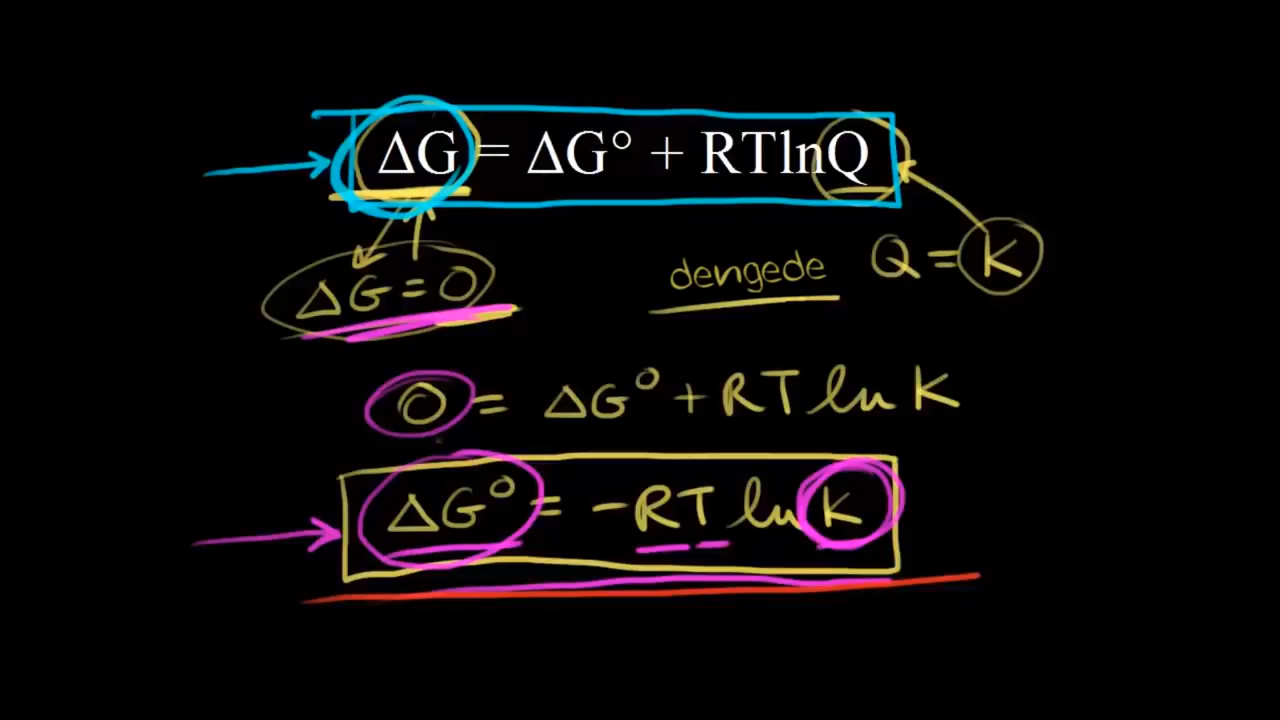 ΔG = ΔG° + RTlnQ
dengede Q = K
ΔG = 0
0 = ΔG° + RT ln K
ΔG° = -RT ln K